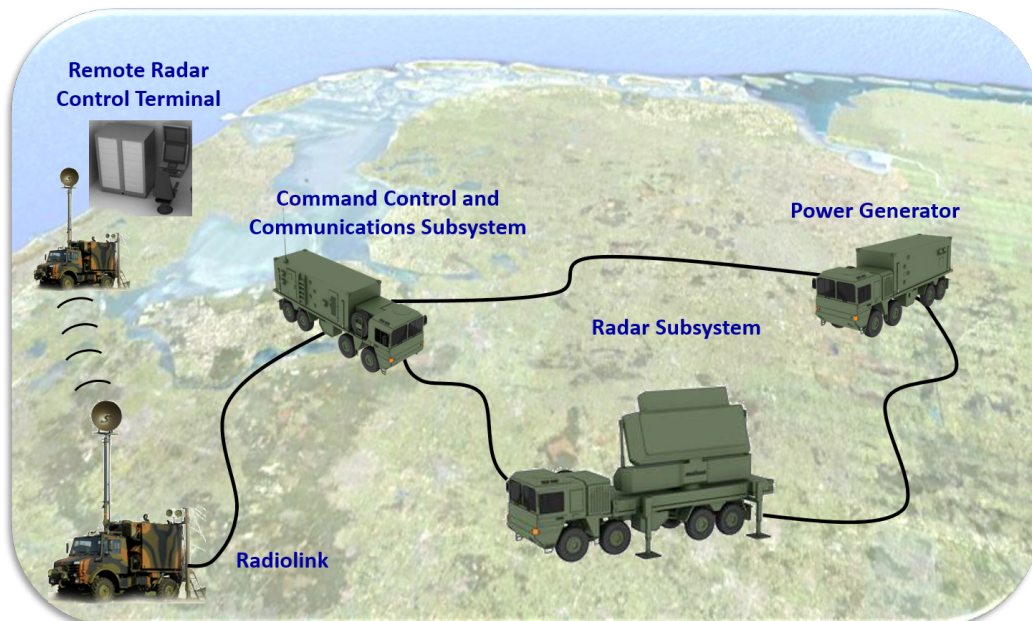 Remote Radar
Control Terminal
Command Control and
Communications Subsystem
Power Generator
Radar Subsystem
Radiolink